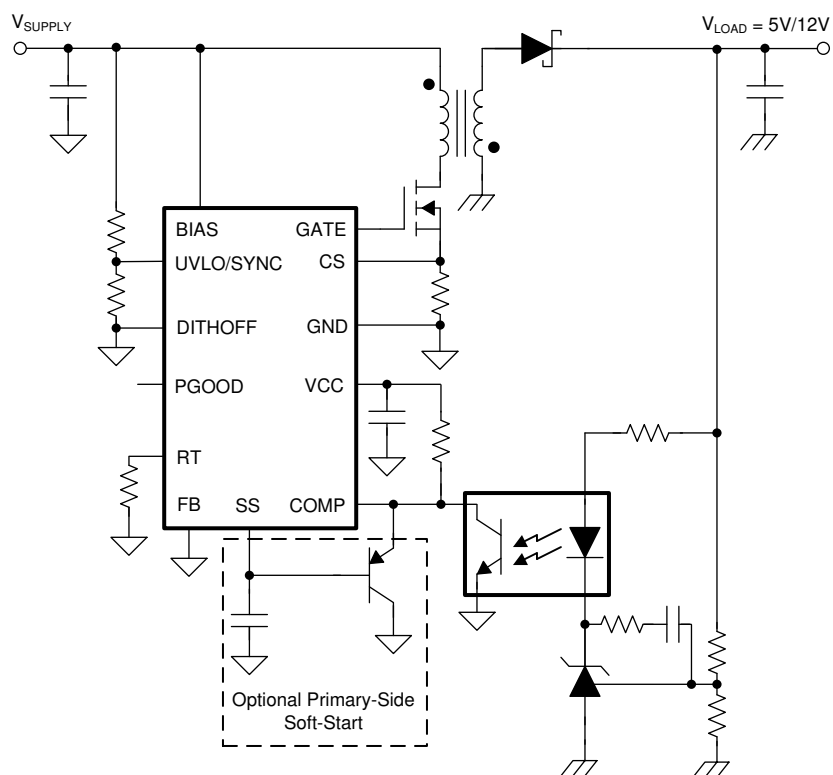 VSUPPLY
VLOAD = 5V/12V
BIAS
GATE
UVLO/SYNC
CS
DITHOFF
GND
PGOOD
VCC
RT
FB
SS
COMP
Optional Primary-Side
Soft-Start